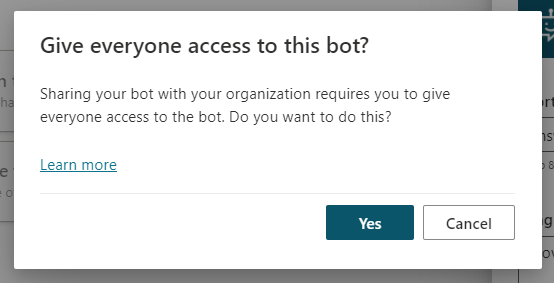 Give everyone access to this bot?
Sharing your bot with your organization requires you to give
everyone access to the bot. Do you want to do this?
Learn more
Yes
Cancel